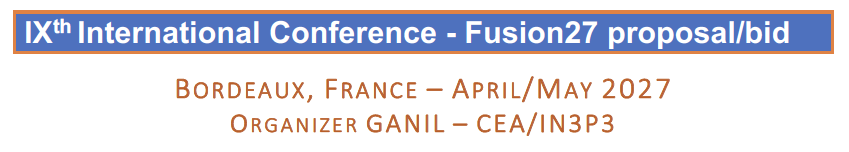 IXth International Conference - Fusion27 proposal/bid
BORDEAUX, FRANCE – APRIL/MAY 2027
ORGANIZER GANIL – CEA/IN3P3